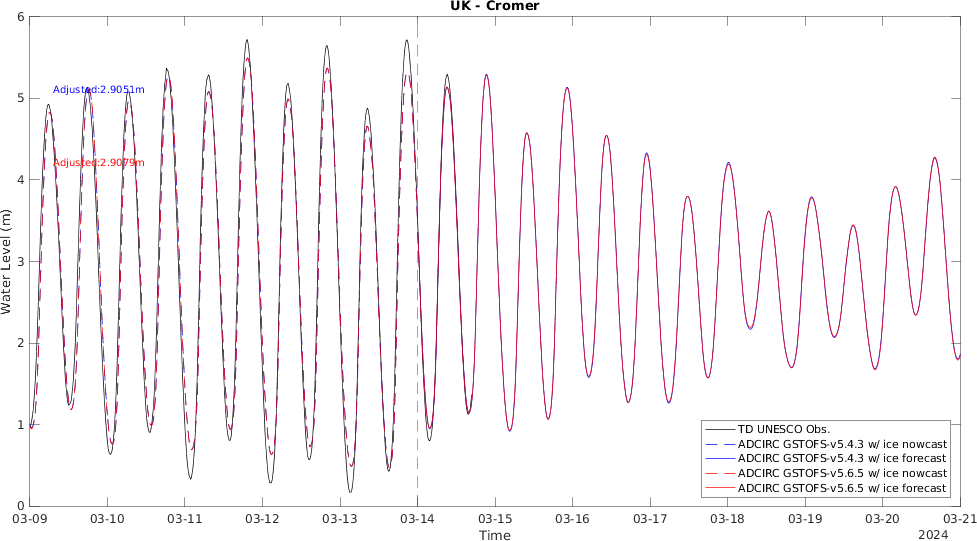 UK - Cromer
6
5
4
3
2
1
0
Water Level (m)
Adjusted:2.9051m
Adjusted:2.9079m
TD UNESCO Obs.
ADCIRC GSTOFS-v5.4.3 w/ ice nowcast
ADCIRC GSTOFS-v5.4.3 w/ ice forecast
ADCIRC GSTOFS-v5.6.5 w/ ice nowcast
ADCIRC GSTOFS-v5.6.5 w/ ice forecast
03-09 03-10 03-11 03-12 03-13 03-14 03-15 03-16 03-17 03-18 03-19 03-20 03-21
Time
2024